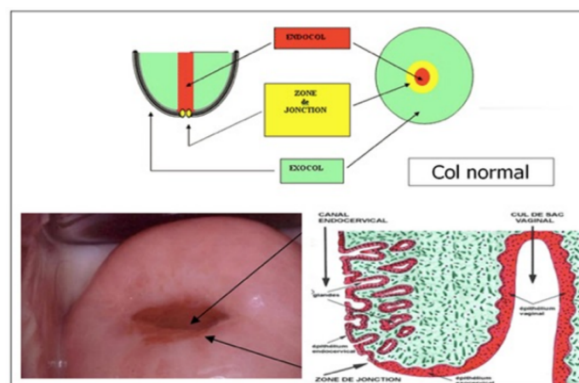 ENDOCOL
ZONE
de
JONCTION
EXOCOL
Col normal
CANAL
ENDOCERVICAL
CUL DE SAC
VAGINAL
glandes
Epithélium
vaginal
Epithélium
endocervical
ZONE DE JONCTION
Epithélium